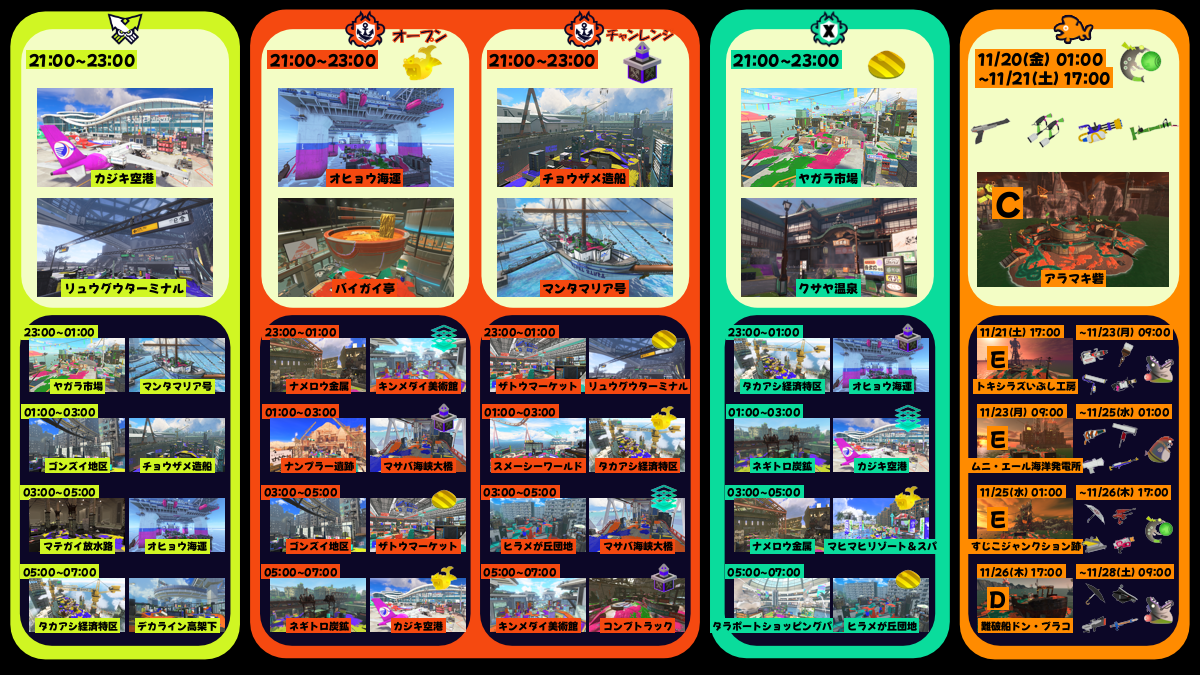 21:00~23:00
カジキ空港
リュウグウターミナル
23:00~01:00
ヤガラ市場
マンタマリア号
01:00~03:00
ゴンズイ地区
チョウザメ造船
03:00~05:00
マテガイ放水路
オヒョウ海運
05:00~07:00
タカアシ経済特区
デカライン高架下
オープン
21:00~23:00
オヒョウ海運
バイガイ亭
23:00~01:00
ナメロウ金属
キンメダイ美術館
01:00~03:00
ナンプラー遺跡
マサバ海峡大橋
03:00~05:00
ゴンズイ地区
ザトウマーケット
05:00~07:00
ネギトロ炭鉱
カジキ空港
チャレンジ
21:00~23:00
チョウザメ造船
マンタマリア号
23:00~01:00
ザトウマーケット
リュウグウターミナル
01:00~03:00
スメーシーワールド
タカアシ経済特区
03:00~05:00
ヒラメが丘団地
マサバ海峡大橋
05:00~07:00
キンメダイ美術館
コンブトラック
X
21:00~23:00
ヤガラ市場
クサヤ温泉
23:00~01:00
タカアシ経済特区
オヒョウ海運
01:00~03:00
ネギトロ炭鉱
カジキ空港
03:00~05:00
ナメロウ金属
マヒマヒリゾート&スパ
05:00~07:00
タラポートショッピングパ
ヒラメが丘団地
11/20(金) 01:00
~11/21(土) 17:00
C
アラマキ砦
11/21(土) 17:00
~11/23(月) 09:00
E
トキシラズいぶし工房
11/23(月) 09:00
~11/25(水) 01:00
E
ムニ・エール海洋発電所
11/25(水) 01:00
~11/26(木) 17:00
E
すじこジャンクション跡
11/26(木) 17:00
~11/28(土) 09:00
D
難破船ドン・ブラコ